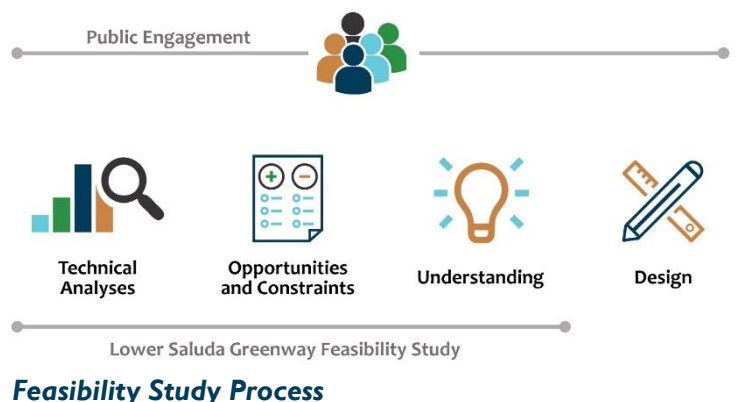 Public Engagement
Technical
Analyses
Opportunities
and Constraints
Understanding
Design
Lower Saluda Greenway Feasibility Study
Feasibility Study Process